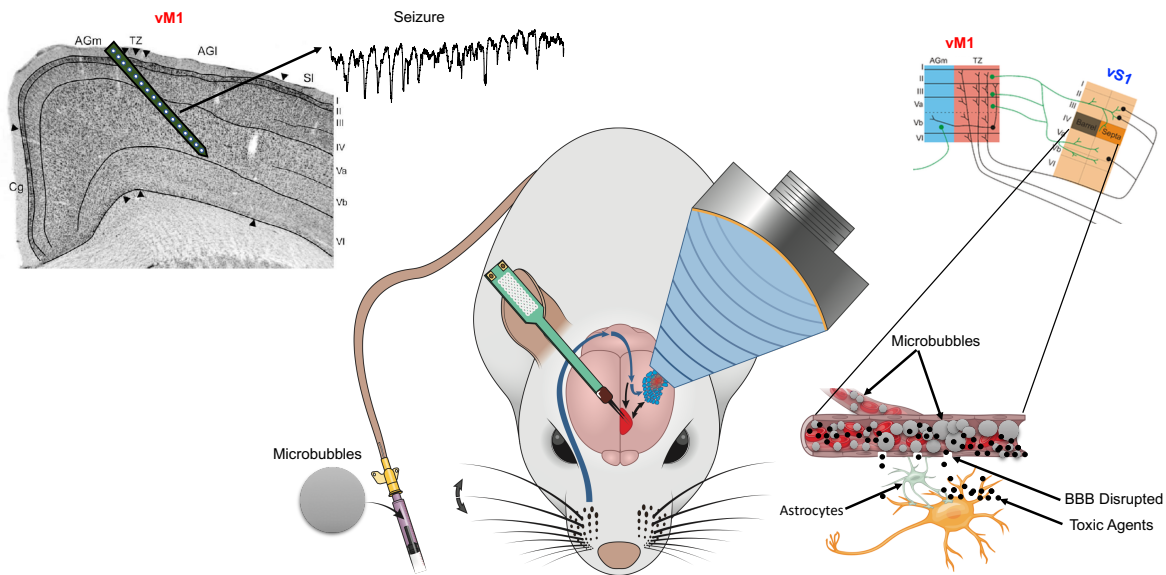 vM1
Seizure
AGm
TZ
AGl
SI
I
II
III
IV
Va
Vb
VI
Cg
vM1
AGm
TZ
I
II
III
Va
Vb
VI
vS1
I
II
III
IV
Va
Vb
VI
Barrel
Septa
Microbubbles
Microbubbles
Astrocytes
BBB Disrupted
Toxic Agents